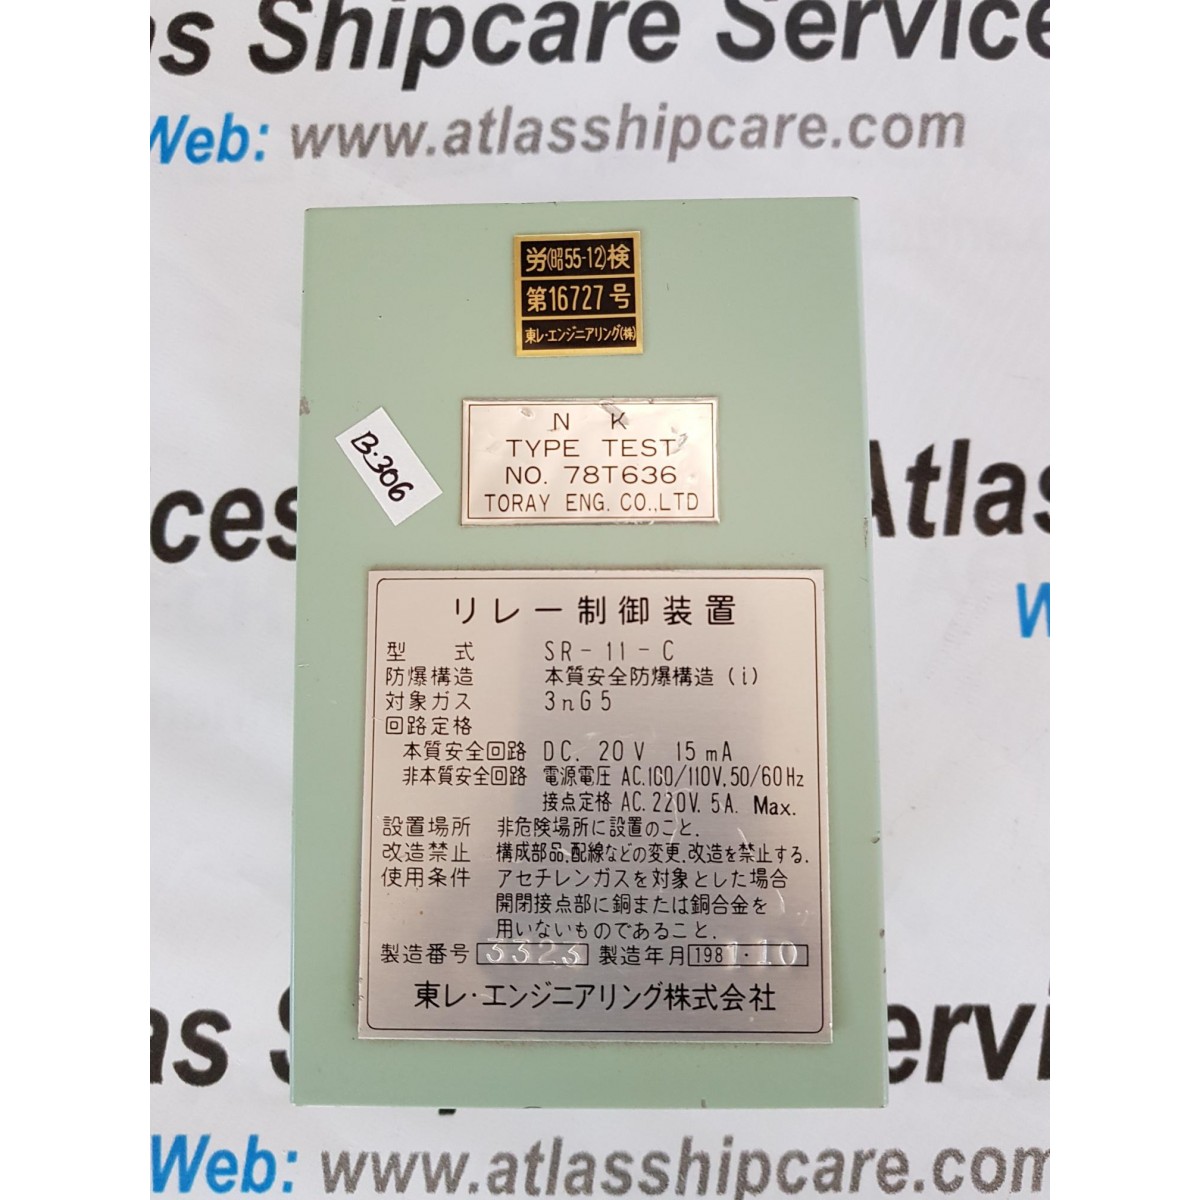 as Shipcare Service
Web: www.atlasshipcare.com
労(昭55-12)検
第16727号
東レ・エンジニアリング(株)
B-306
N K
TYPE TEST
NO. 78T636
TORAY ENG. CO.,LTD
ces
Atlas
W
リレー制御装置
型 式 SR-11-C
防爆構造 本質安全防爆構造 (i)
対象ガス 3nG5
回路定格
本質安全回路 DC. 20V 15mA
非本質安全回路 電源電圧 AC.100/110V.50/60Hz
接点定格 AC.220V.5A. Max.
設置場所 非危険場所に設置のこと.
改造禁止 構成部品,配線などの変更,改造を禁止する.
使用条件 アセチレンガスを対象とした場合
開閉接点部に銅または銅合金を
用いないものであること.
製造番号 3323 製造年月 1981.10
東レ・エンジニアリング株式会社
as S
ervi
Web: www.atlasshipcare.com